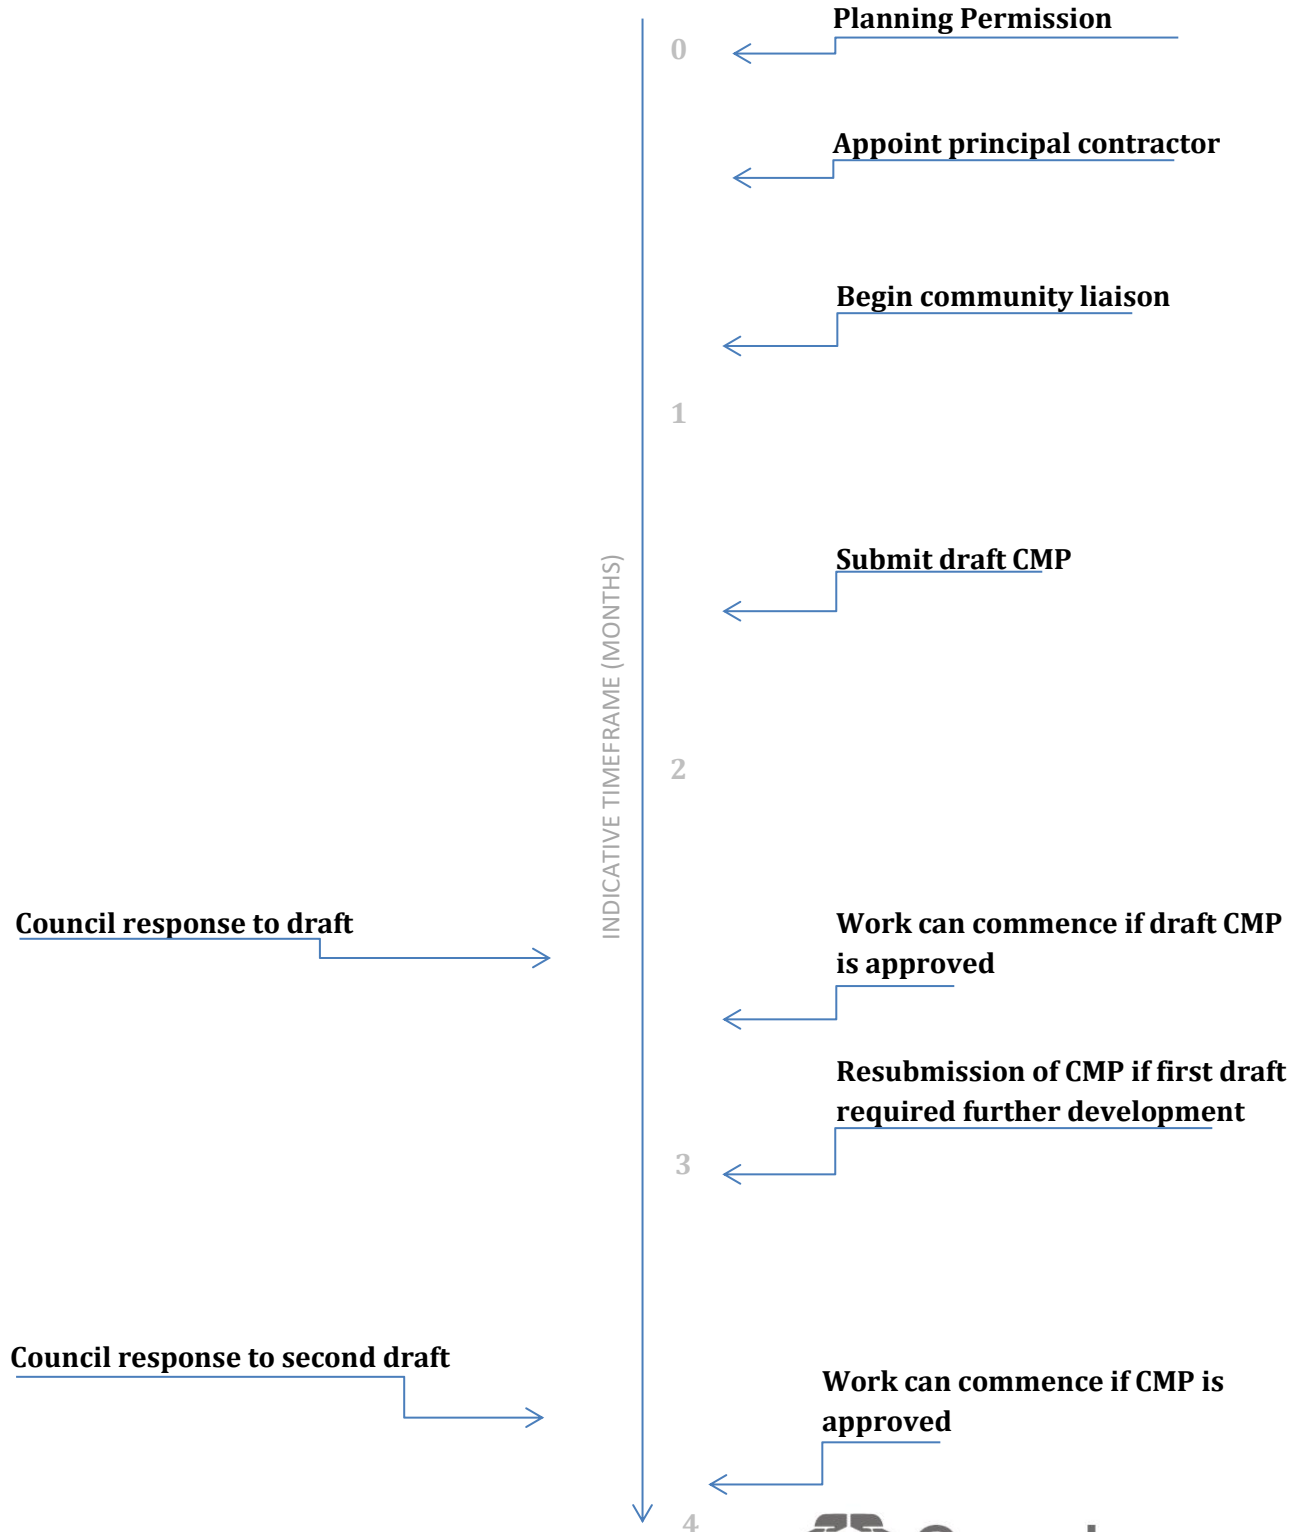 Planning Permission
0
Appoint principal contractor
Begin community liaison
1
Submit draft CMP
INDICATIVE TIMEFRAME (MONTHS)
2
Council response to draft
Work can commence if draft CMP
is approved
Resubmission of CMP if first draft
required further development
3
Council response to second draft
Work can commence if CMP is
approved
4